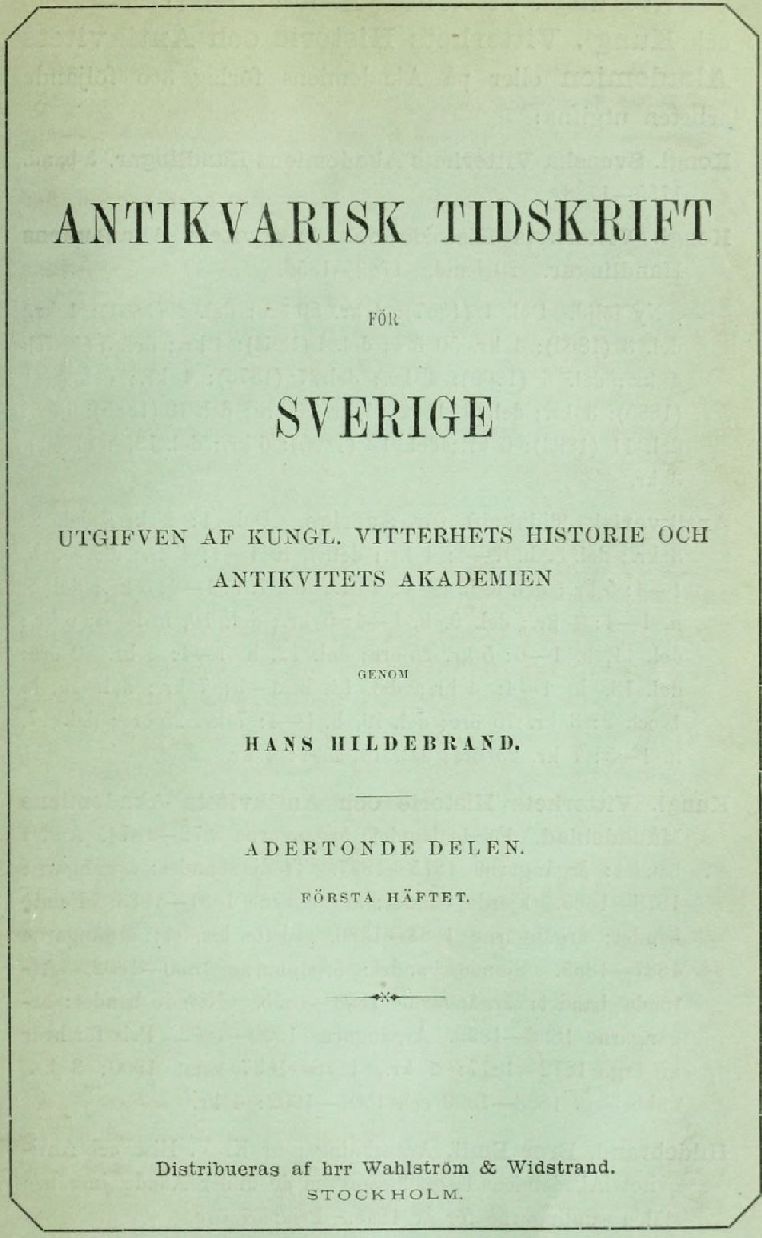 ANTIKVARISK TIDSKRIFT
FÖR
SVERIGE
UTGIFVEN AF KUNGL. VITTERHETS HISTORIE OCH
ANTIKVITETS AKADEMIEN
GENOM
HANS HILDEBRAND.
ADERTONDE DELEN.
FÖRSTA HÄFTET.
Distribueras af hrr Wahlström & Widstrand.
STOCKHOLM.